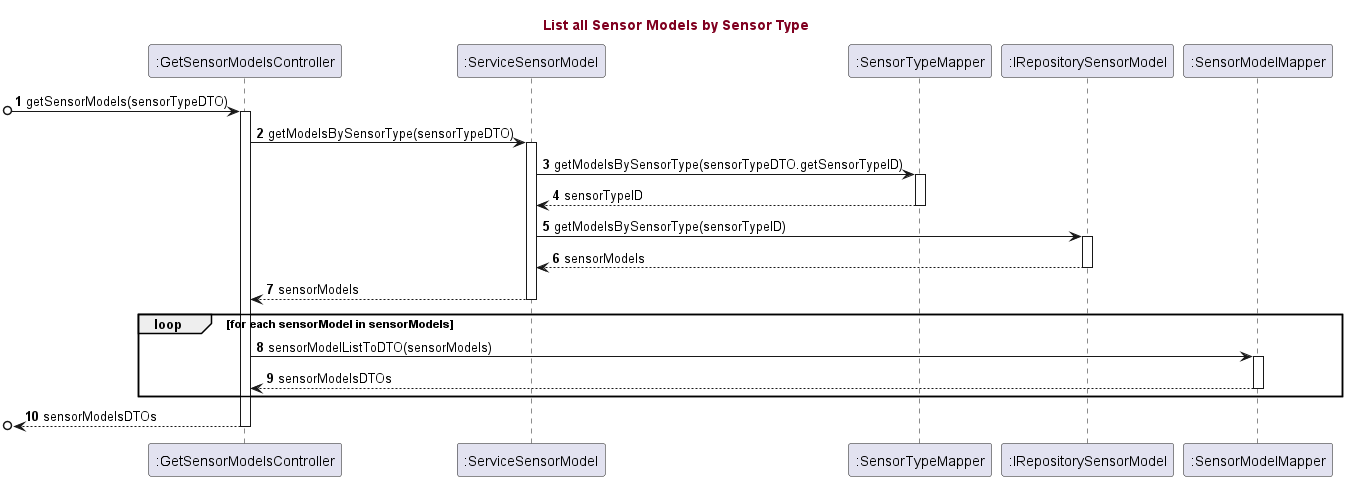 List all Sensor Models by Sensor Type
:GetSensorModelsController :ServiceSensorModel :SensorTypeMapper :IRepositorySensorModel :SensorModelMapper
1 getSensorModels(sensorTypeDTO)
2 getModelsBySensorType(sensorTypeDTO)
3 getModelsBySensorType(sensorTypeDTO.getSensorTypeID)
4 sensorTypeID
5 getModelsBySensorType(sensorTypeID)
6 sensorModels
7 sensorModels
loop [for each sensorModel in sensorModels]
8 sensorModelListToDTO(sensorModels)
9 sensorModelsDTOs
10 sensorModelsDTOs
:GetSensorModelsController :ServiceSensorModel :SensorTypeMapper :IRepositorySensorModel :SensorModelMapper